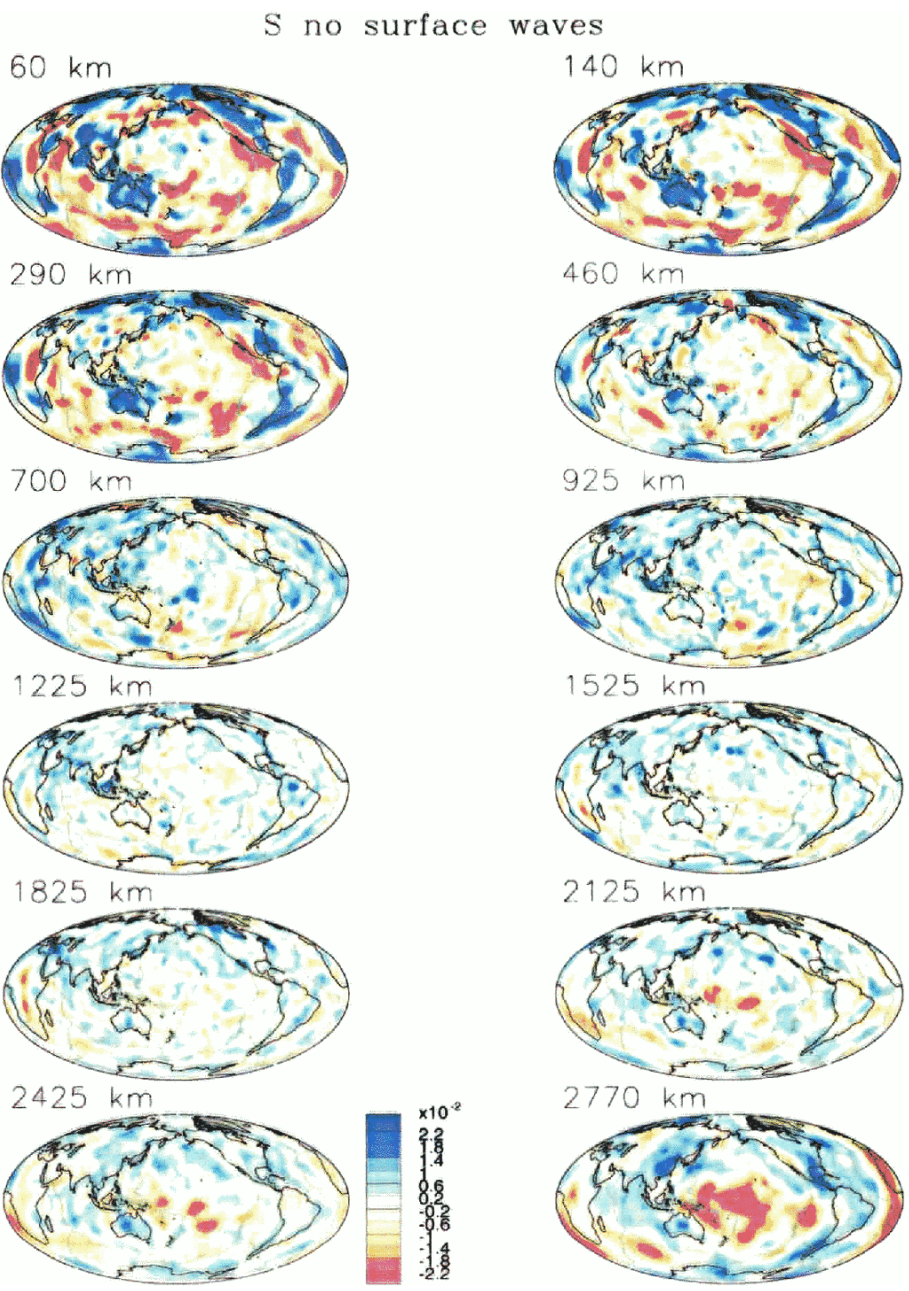 S no surface waves
60 km
140 km
290 km
460 km
700 km
925 km
1225 km
1525 km
1825 km
2125 km
2425 km
2770 km
x10⁻²
2.2
1.8
1.4
0.6
0.2
-0.2
-0.6
-1.4
-1.8
-2.2